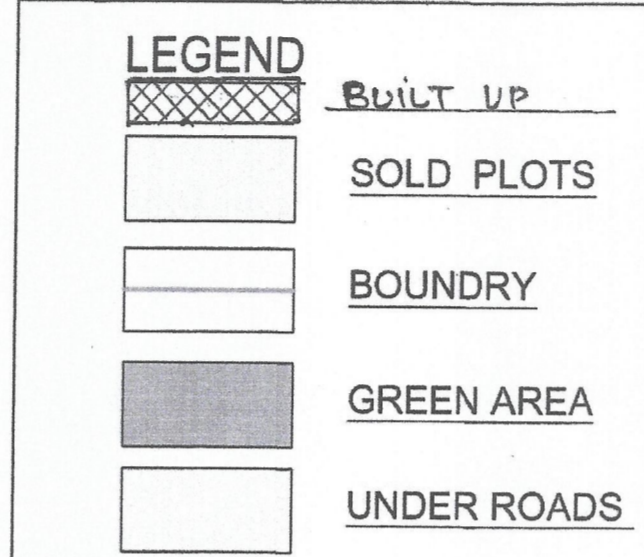 LEGEND
BUiLT UP
SOLD PLOTS
BOUNDRY
GREEN AREA
UNDER ROADS